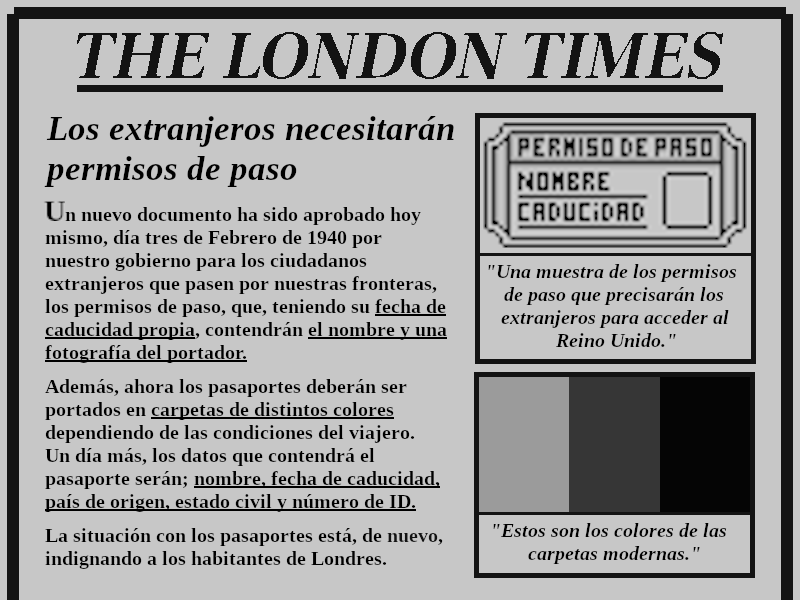 THE LONDON TIMES
Los extranjeros necesitarán
permisos de paso
Un nuevo documento ha sido aprobado hoy
mismo, día tres de Febrero de 1940 por
nuestro gobierno para los ciudadanos
extranjeros que pasen por nuestras fronteras,
los permisos de paso, que, teniendo su fecha de
caducidad propia, contendrán el nombre y una
fotografía del portador.
Además, ahora los pasaportes deberán ser
portados en carpetas de distintos colores
dependiendo de las condiciones del viajero.
Un día más, los datos que contendrá el
pasaporte serán; nombre, fecha de caducidad,
país de origen, estado civil y número de ID.
La situación con los pasaportes está, de nuevo,
indignando a los habitantes de Londres.
PERMISO DE PASO
NOMBRE
CADUCiDAD
"Una muestra de los permisos
de paso que precisarán los
extranjeros para acceder al
Reino Unido."
"Estos son los colores de las
carpetas modernas."